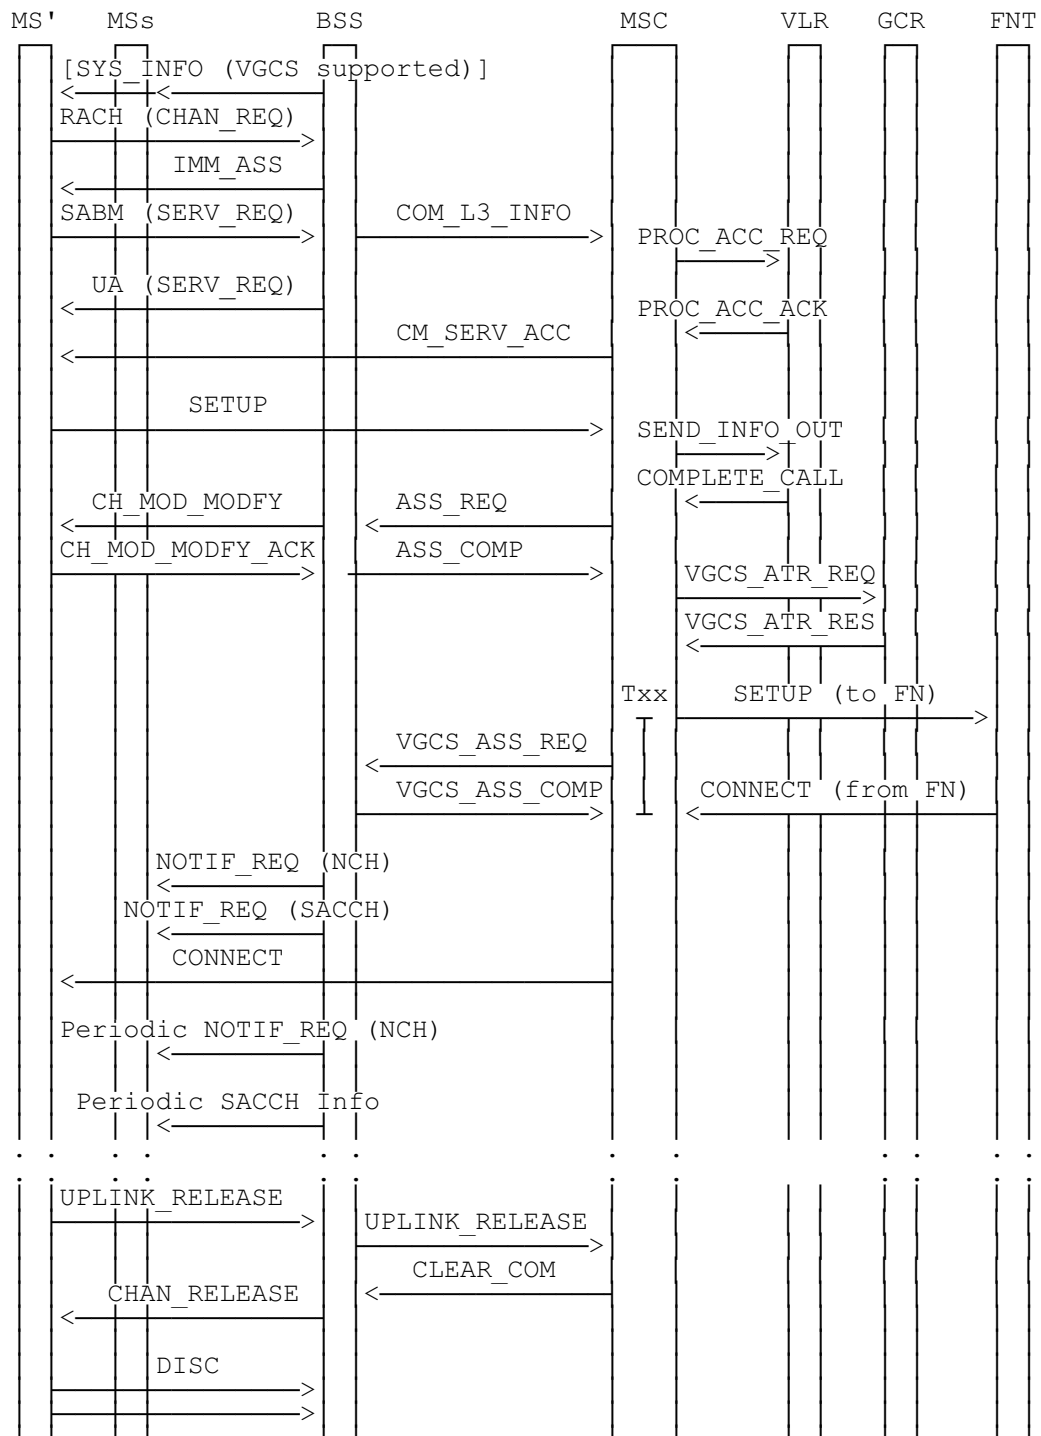 MS' MSs BSS MSC VLR GCR FNT
[SYS_INFO (VGCS supported)]
RACH (CHAN_REQ)
IMM_ASS
SABM (SERV_REQ) COM_L3_INFO
PROC_ACC_REQ
UA (SERV_REQ)
PROC_ACC_ACK
CM_SERV_ACC
SETUP
SEND_INFO_OUT
COMPLETE_CALL
CH_MOD_MODFY ASS_REQ
CH_MOD_MODFY_ACK ASS_COMP
VGCS_ATR_REQ
VGCS_ATR_RES
Txx SETUP (to FN)
VGCS_ASS_REQ
VGCS_ASS_COMP CONNECT (from FN)
NOTIF_REQ (NCH)
NOTIF_REQ (SACCH)
CONNECT
Periodic NOTIF_REQ (NCH)
Periodic SACCH Info
UPLINK_RELEASE
UPLINK_RELEASE
CLEAR_COM
CHAN_RELEASE
DISC